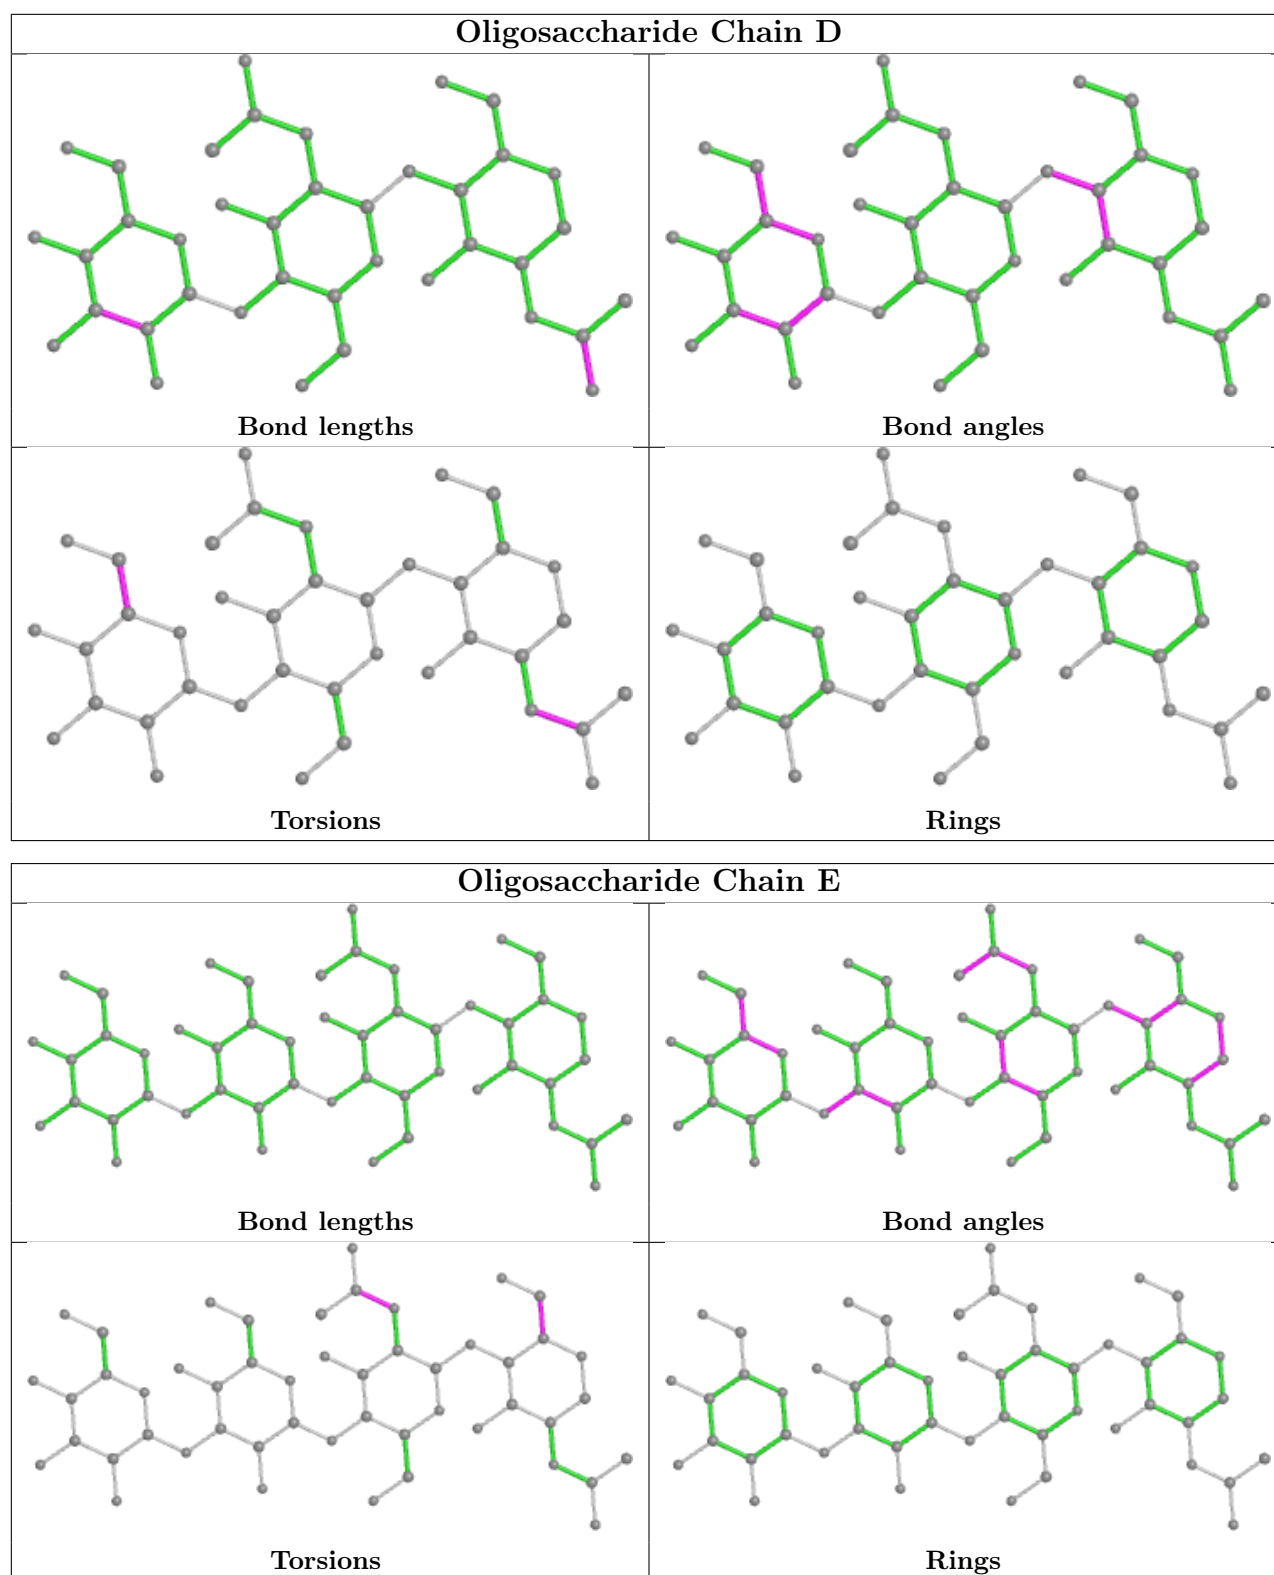 Oligosaccharide Chain D
Bond lengths
Bond angles
Torsions
Rings
Oligosaccharide Chain E
Bond lengths
Bond angles
Torsions
Rings